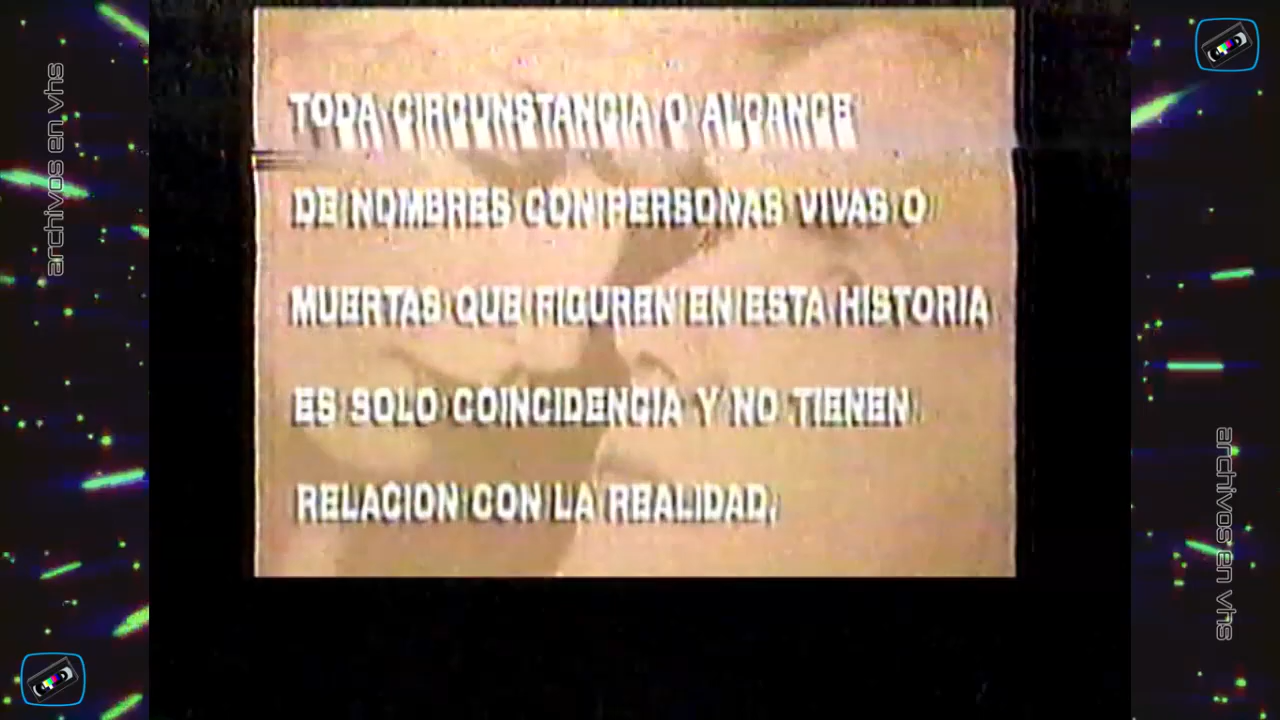 TODA CIRCUNSTANCIA O ALCANCE
DE NOMBRES CON PERSONAS VIVAS O
MUERTAS QUE FIGUREN EN ESTA HISTORIA
ES SOLO COINCIDENCIA Y NO TIENEN
RELACION CON LA REALIDAD.
archivos en vhs
archivos en vhs